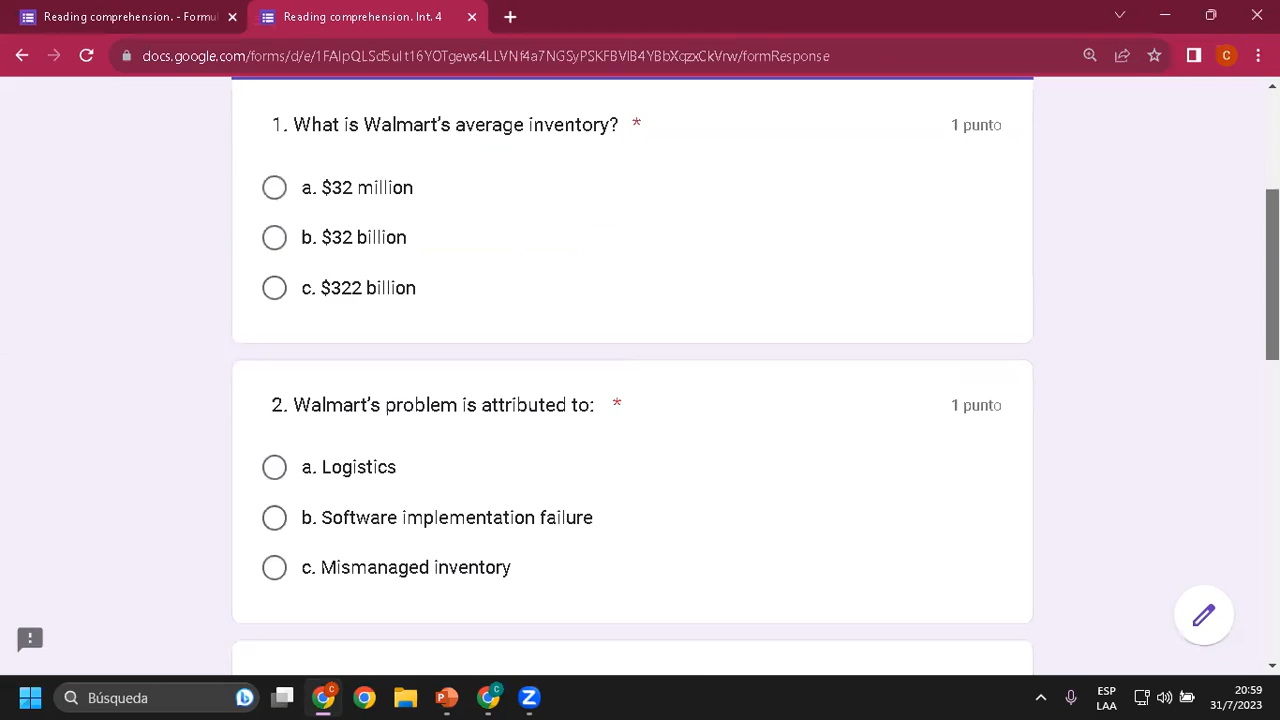 Reading comprehension. - Formul
Reading comprehension. Int. 4
docs.google.com/forms/d/e/1FAIpQLSd5uIt16YOTgews4LLVNf4a7NGSyPSKFBVlB4YBbXqzxCkVrw/formResponse
C
1. What is Walmart’s average inventory? *
1 punto
a. $32 million
b. $32 billion
c. $322 billion
2. Walmart’s problem is attributed to: *
1 punto
a. Logistics
b. Software implementation failure
c. Mismanaged inventory
Búsqueda
ESP
LAA
20:59
31/7/2023